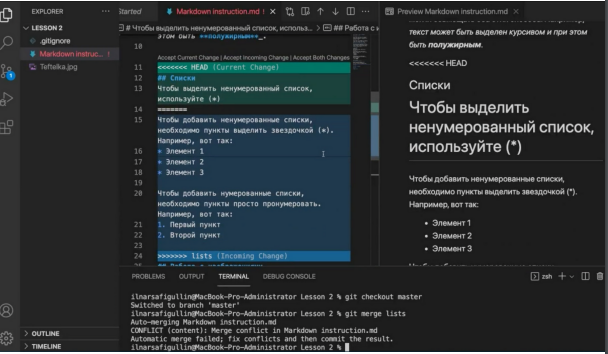 EXPLORER
LESSON 2
.gitignore
Markdown instruc... !
Teftelka.jpg
OUTLINE
TIMELINE
Started
Markdown instruction.md !
# Чтобы выделить ненумерованный список, использ... > ## Работа с и
этом быть **полужирным**_.
10
Accept Current Change | Accept Incoming Change | Accept Both Changes
11 <<<<<<< HEAD (Current Change)
12 ## Списки
13 Чтобы выделить ненумерованный список,
используйте (*)
14 =======
15 Чтобы добавить ненумерованные списки,
необходимо пункты выделить звездочкой (*).
Например, вот так:
16 * Элемент 1
17 * Элемент 2
18 * Элемент 3
19
20 Чтобы добавить нумерованные списки,
необходимо пункты просто пронумеровать.
Например, вот так:
21 1. Первый пункт
22 2. Второй пункт
23
24 >>>>>>> lists (Incoming Change)
Preview Markdown instruction.md
текст может быть выделен курсивом и при этом
быть полужирным.
<<<<<<< HEAD
Списки
Чтобы выделить
ненумерованный список,
используйте (*)
Чтобы добавить ненумерованные списки,
необходимо пункты выделить звездочкой (*).
Например, вот так:
• Элемент 1
• Элемент 2
• Элемент 3
PROBLEMS OUTPUT TERMINAL DEBUG CONSOLE
zsh
ilnarsafigullin@MacBook-Pro-Administrator Lesson 2 % git checkout master
Switched to branch 'master'
ilnarsafigullin@MacBook-Pro-Administrator Lesson 2 % git merge lists
Auto-merging Markdown instruction.md
CONFLICT (content): Merge conflict in Markdown instruction.md
Automatic merge failed; fix conflicts and then commit the result.
ilnarsafigullin@MacBook-Pro-Administrator Lesson 2 %